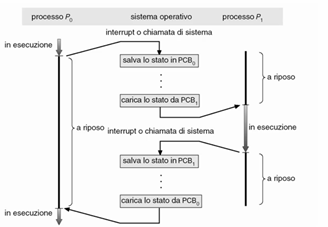 processo P0 sistema operativo processo P1
interrupt o chiamata di sistema
in esecuzione
salva lo stato in PCB0
a riposo
carica lo stato da PCB1
a riposo
interrupt o chiamata di sistema
in esecuzione
salva lo stato in PCB1
a riposo
carica lo stato da PCB0
in esecuzione